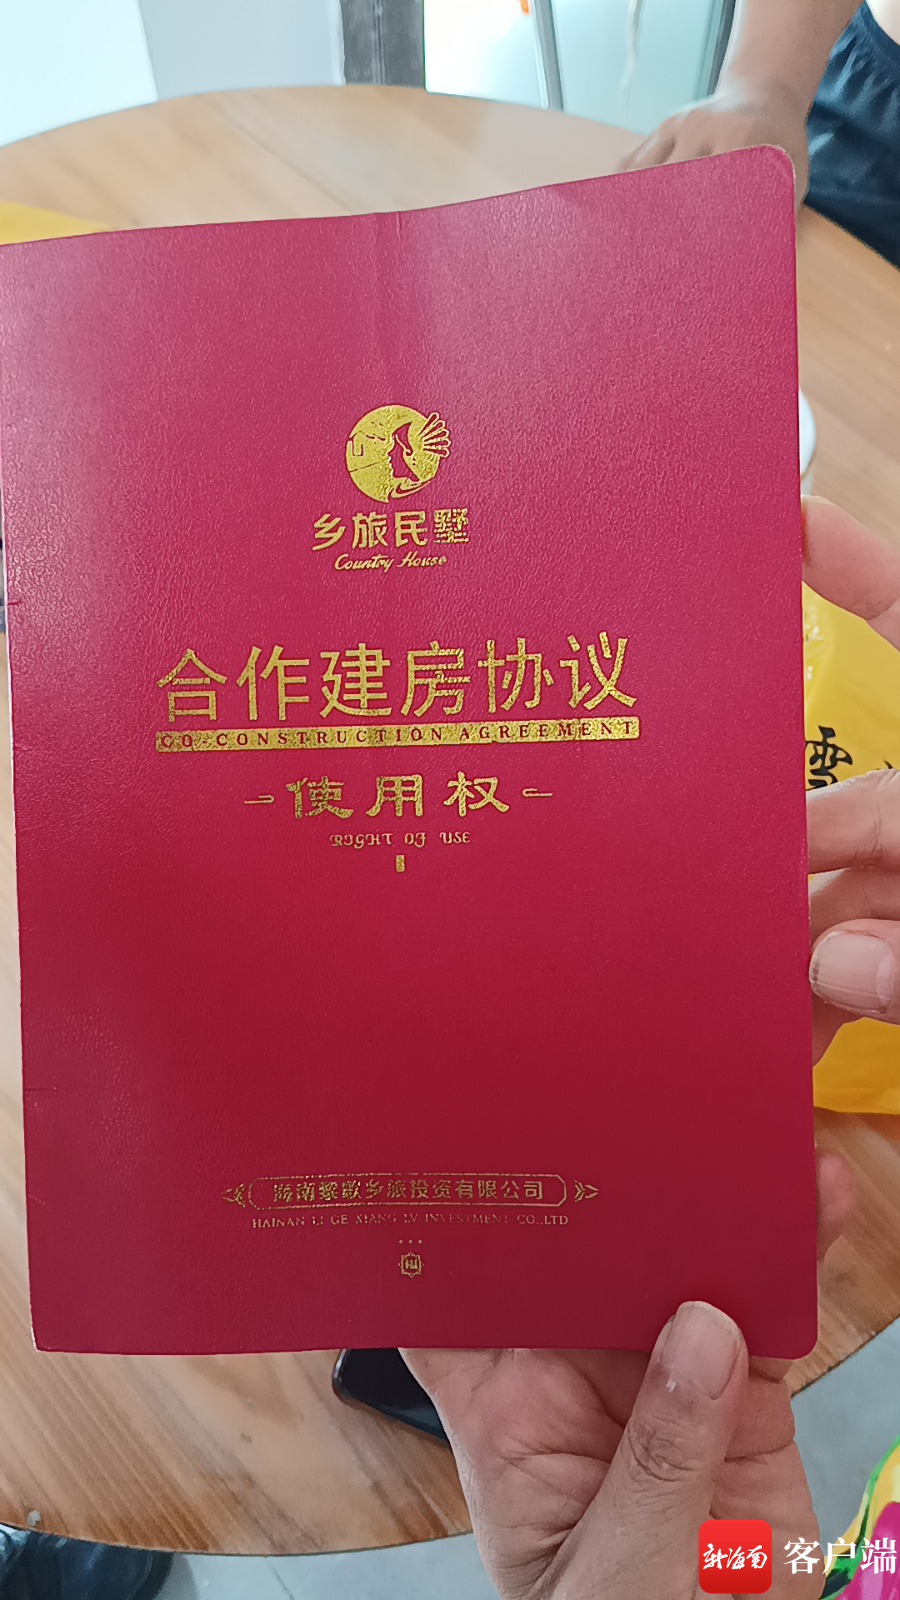 乡旅民墅
Country House
合作建房协议
CO-CONSTRUCTION AGREEMENT
使用权
RIGHT OF USE
海南黎歌乡旅投资有限公司
HAINAN LI GE XIANG LV INVESTMENT CO.,LTD
雪
新海南 客户端